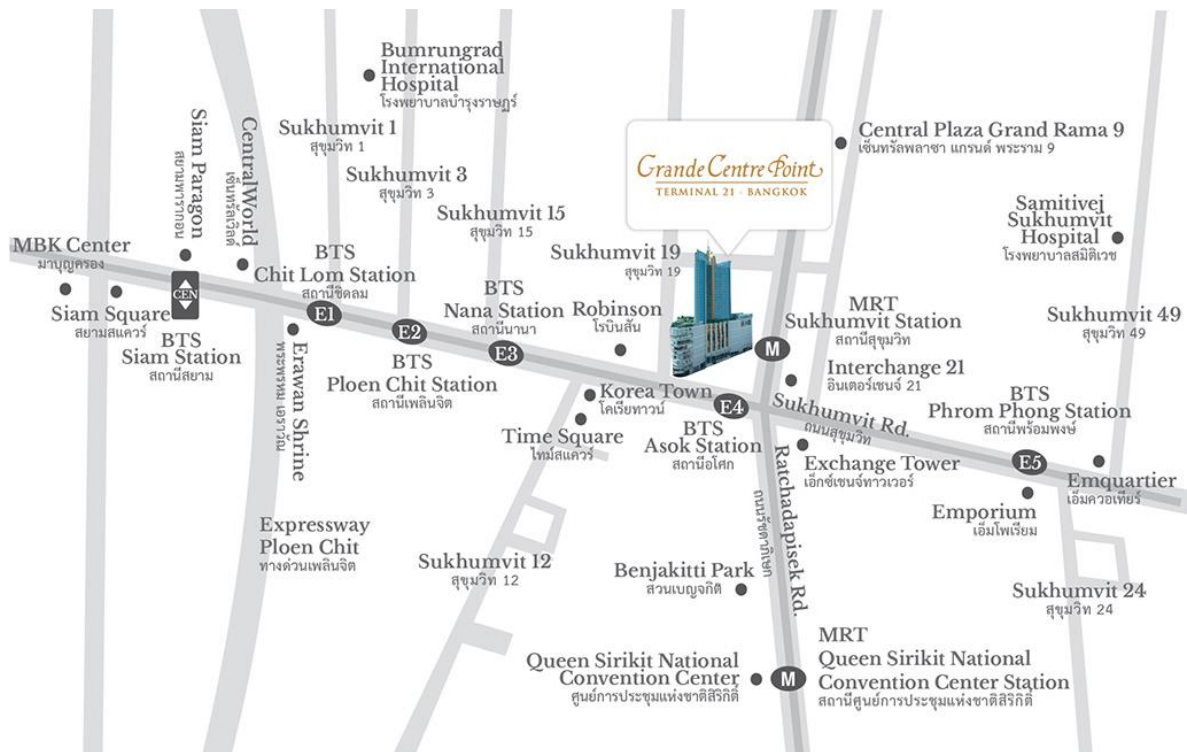 Bumrungrad
International
Hospital
โรงพยาบาลบำรุงราษฎร์
Siam Paragon
สยามพารากอน
CentralWorld
เซ็นทรัลเวิลด์
Sukhumvit 1
สุขุมวิท 1
Sukhumvit 3
สุขุมวิท 3
Sukhumvit 15
สุขุมวิท 15
Sukhumvit 19
สุขุมวิท 19
Grande Centre Point
TERMINAL 21 · BANGKOK
Central Plaza Grand Rama 9
เซ็นทรัลพลาซา แกรนด์ พระราม 9
Samitivej
Sukhumvit
Hospital
โรงพยาบาลสมิติเวช
MBK Center
มาบุญครอง
Siam Square
สยามสแควร์
CEN
BTS
Siam Station
สถานีสยาม
BTS
Chit Lom Station
สถานีชิดลม
E1
Erawan Shrine
พระพรหม เอราวัณ
E2
BTS
Ploen Chit Station
สถานีเพลินจิต
BTS
Nana Station
สถานีนานา
E3
Robinson
โรบินสัน
Korea Town
โคเรียทาวน์
Time Square
ไทม์สแควร์
E4
BTS
Asok Station
สถานีอโศก
M
MRT
Sukhumvit Station
สถานีสุขุมวิท
Interchange 21
อินเตอร์เชนจ์ 21
Sukhumvit Rd.
ถนนสุขุมวิท
Exchange Tower
เอ็กซ์เชนจ์ทาวเวอร์
Sukhumvit 49
สุขุมวิท 49
BTS
Phrom Phong Station
สถานีพร้อมพงษ์
E5
Emquartier
เอ็มควอเทียร์
Emporium
เอ็มโพเรียม
Ratchadapisek Rd.
ถนนรัชดาภิเษก
Expressway
Ploen Chit
ทางด่วนเพลินจิต
Sukhumvit 12
สุขุมวิท 12
Benjakitti Park
สวนเบญจกิติ
Sukhumvit 24
สุขุมวิท 24
Queen Sirikit National
Convention Center
ศูนย์การประชุมแห่งชาติสิริกิติ์
M
MRT
Queen Sirikit National
Convention Center Station
สถานีศูนย์การประชุมแห่งชาติสิริกิติ์